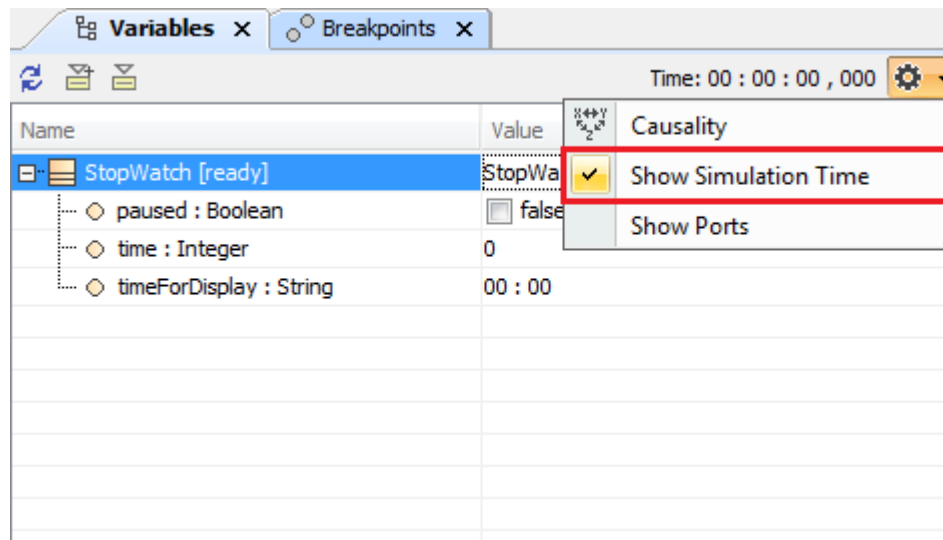 Variables Breakpoints
Time: 00 : 00 : 00 , 000
Name Value
Causality
StopWatch [ready] StopWa
Show Simulation Time
paused : Boolean false
Show Ports
time : Integer 0
timeForDisplay : String 00 : 00